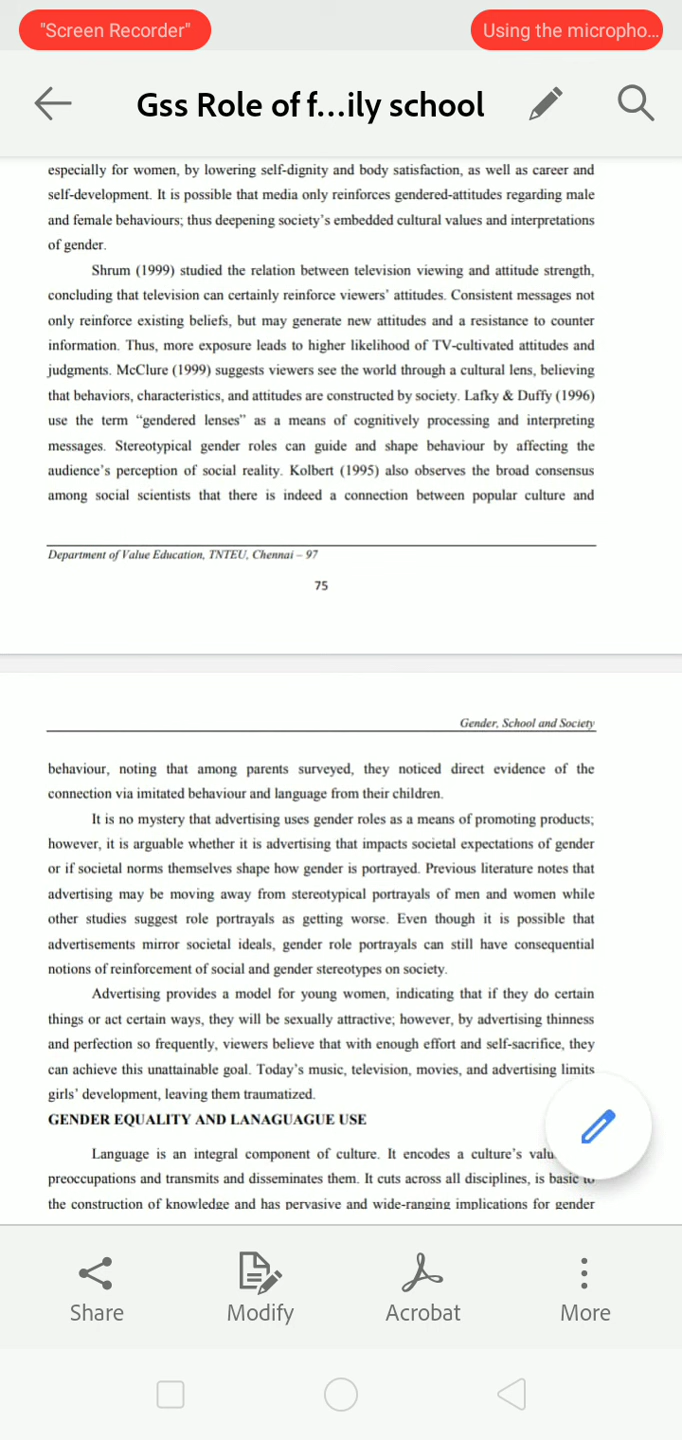 "Screen Recorder"
Using the micropho...
Gss Role of f...ily school
especially for women, by lowering self-dignity and body satisfaction, as well as career and
self-development. It is possible that media only reinforces gendered-attitudes regarding male
and female behaviours; thus deepening society's embedded cultural values and interpretations
of gender.
Shrum (1999) studied the relation between television viewing and attitude strength,
concluding that television can certainly reinforce viewers' attitudes. Consistent messages not
only reinforce existing beliefs, but may generate new attitudes and a resistance to counter
information. Thus, more exposure leads to higher likelihood of TV-cultivated attitudes and
judgments. McClure (1999) suggests viewers see the world through a cultural lens, believing
that behaviors, characteristics, and attitudes are constructed by society. Lafky & Duffy (1996)
use the term “gendered lenses” as a means of cognitively processing and interpreting
messages. Stereotypical gender roles can guide and shape behaviour by affecting the
audience's perception of social reality. Kolbert (1995) also observes the broad consensus
among social scientists that there is indeed a connection between popular culture and
Department of Value Education, TNTEU, Chennai – 97
75
Gender, School and Society
behaviour, noting that among parents surveyed, they noticed direct evidence of the
connection via imitated behaviour and language from their children.
It is no mystery that advertising uses gender roles as a means of promoting products;
however, it is arguable whether it is advertising that impacts societal expectations of gender
or if societal norms themselves shape how gender is portrayed. Previous literature notes that
advertising may be moving away from stereotypical portrayals of men and women while
other studies suggest role portrayals as getting worse. Even though it is possible that
advertisements mirror societal ideals, gender role portrayals can still have consequential
notions of reinforcement of social and gender stereotypes on society.
Advertising provides a model for young women, indicating that if they do certain
things or act certain ways, they will be sexually attractive; however, by advertising thinness
and perfection so frequently, viewers believe that with enough effort and self-sacrifice, they
can achieve this unattainable goal. Today's music, television, movies, and advertising limits
girls' development, leaving them traumatized.
GENDER EQUALITY AND LANAGUAGUE USE
Language is an integral component of culture. It encodes a culture's valu
preoccupations and transmits and disseminates them. It cuts across all disciplines, is basic to
the construction of knowledge and has pervasive and wide-ranging implications for gender
Share
Modify
Acrobat
More